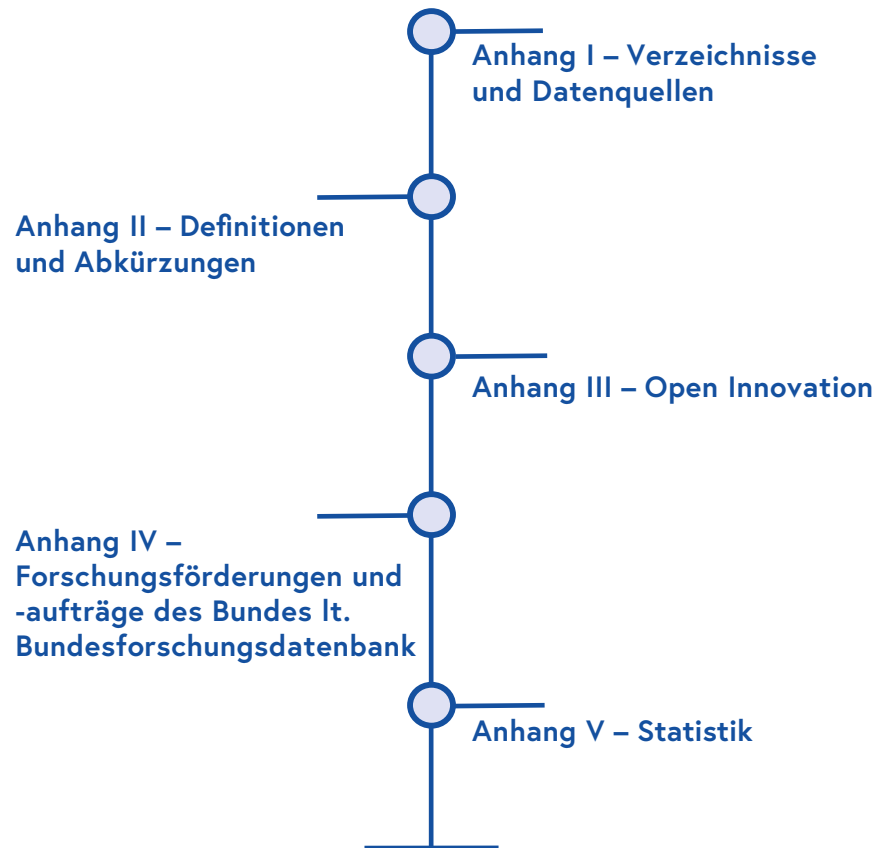 Anhang I – Verzeichnisse
und Datenquellen
Anhang II – Definitionen
und Abkürzungen
Anhang III – Open Innovation
Anhang IV –
Forschungsförderungen und
-aufträge des Bundes lt.
Bundesforschungsdatenbank
Anhang V – Statistik